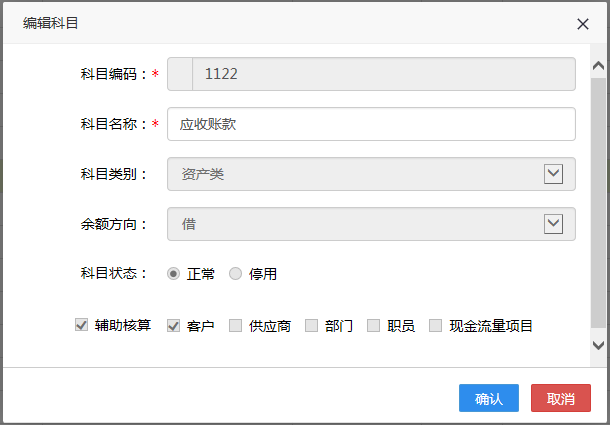 编辑科目
科目编码：* 1122
科目名称：* 应收账款
科目类别： 资产类
余额方向： 借
科目状态： 正常 停用
辅助核算 客户 供应商 部门 职员 现金流量项目
确认 取消